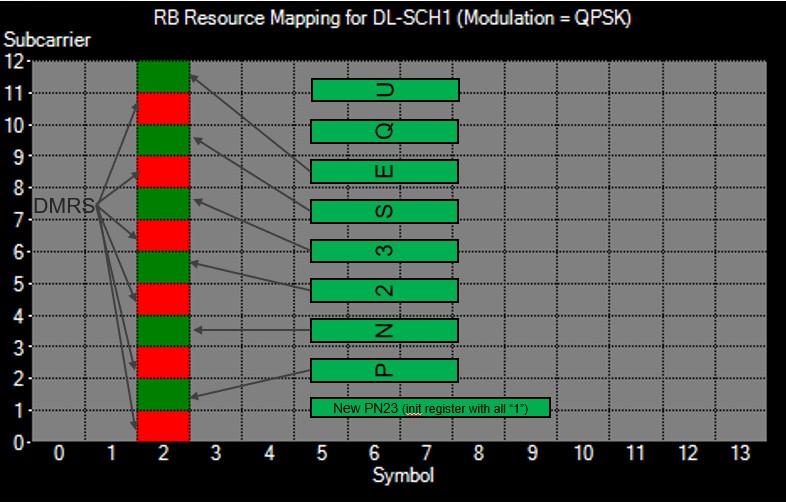 RB Resource Mapping for DL-SCH1 (Modulation = QPSK)
Subcarrier
12
11
10
9
8
7
6
5
4
3
2
1
0
DMRS
U
Q
E
S
3
2
N
P
New PN23 (init register with all “1”)
0 1 2 3 4 5 6 7 8 9 10 11 12 13
Symbol